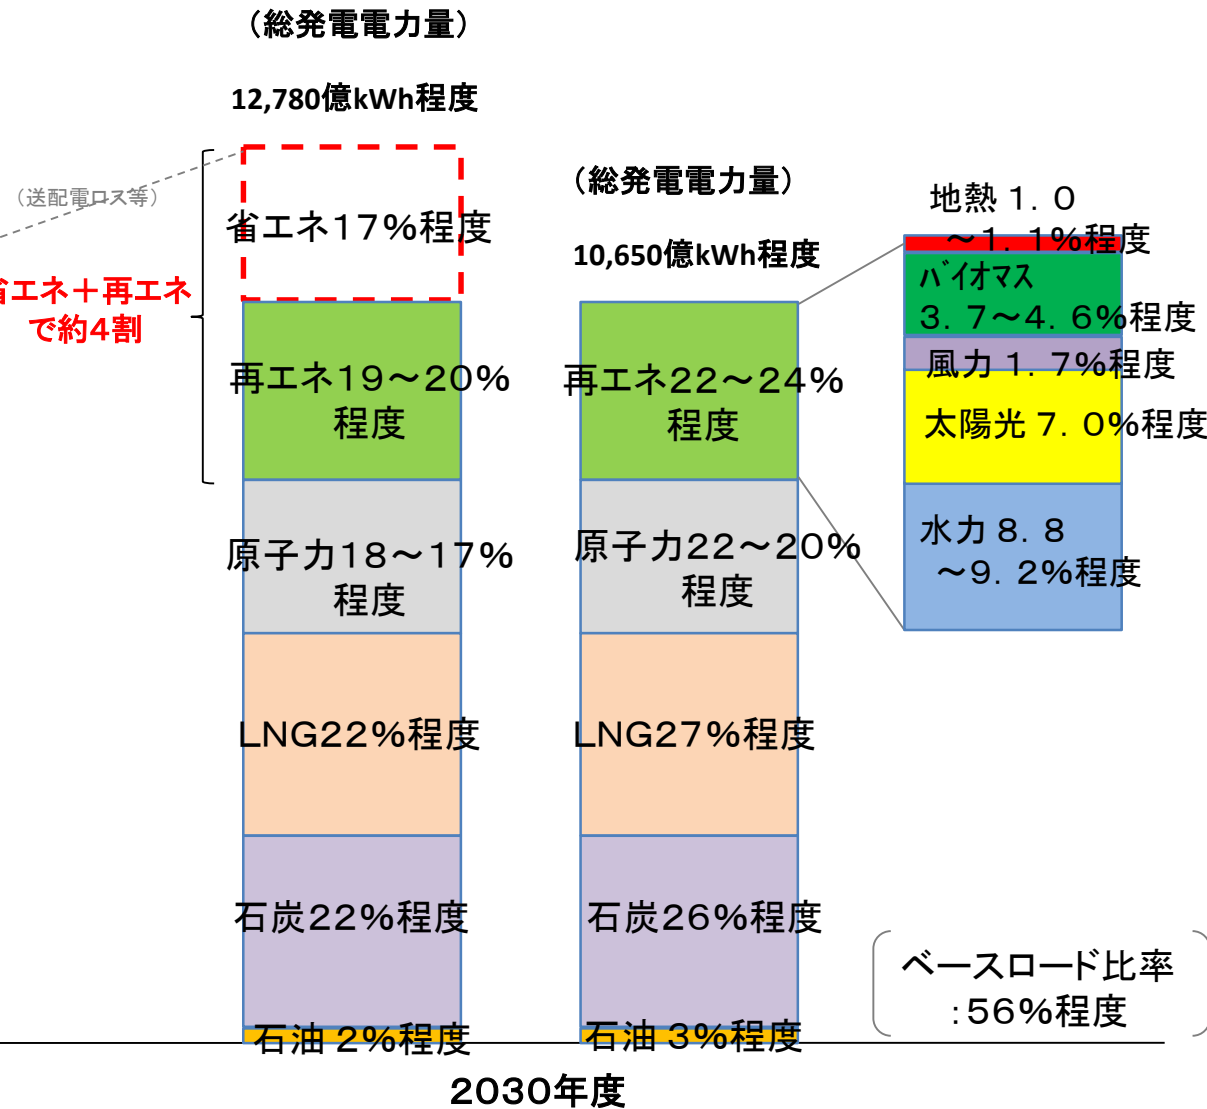 （総発電電力量）
12,780億kWh程度
（送配電ロス等）
省エネ１７％程度
省エネ＋再エネ
で約４割
再エネ１９～２０％
程度
原子力１８～１７％
程度
LNG２２％程度
石炭２２％程度
石油 ２％程度
（総発電電力量）
10,650億kWh程度
再エネ２２～２４％
程度
原子力２２～２０％
程度
LNG２７％程度
石炭２６％程度
石油 ３％程度
地熱 １．０
～１．１％程度
バイオマス
３．７～４．６％程度
風力 １．７％程度
太陽光 ７．０％程度
水力 ８．８
～９．２％程度
ベースロード比率
：５６％程度
２０３０年度